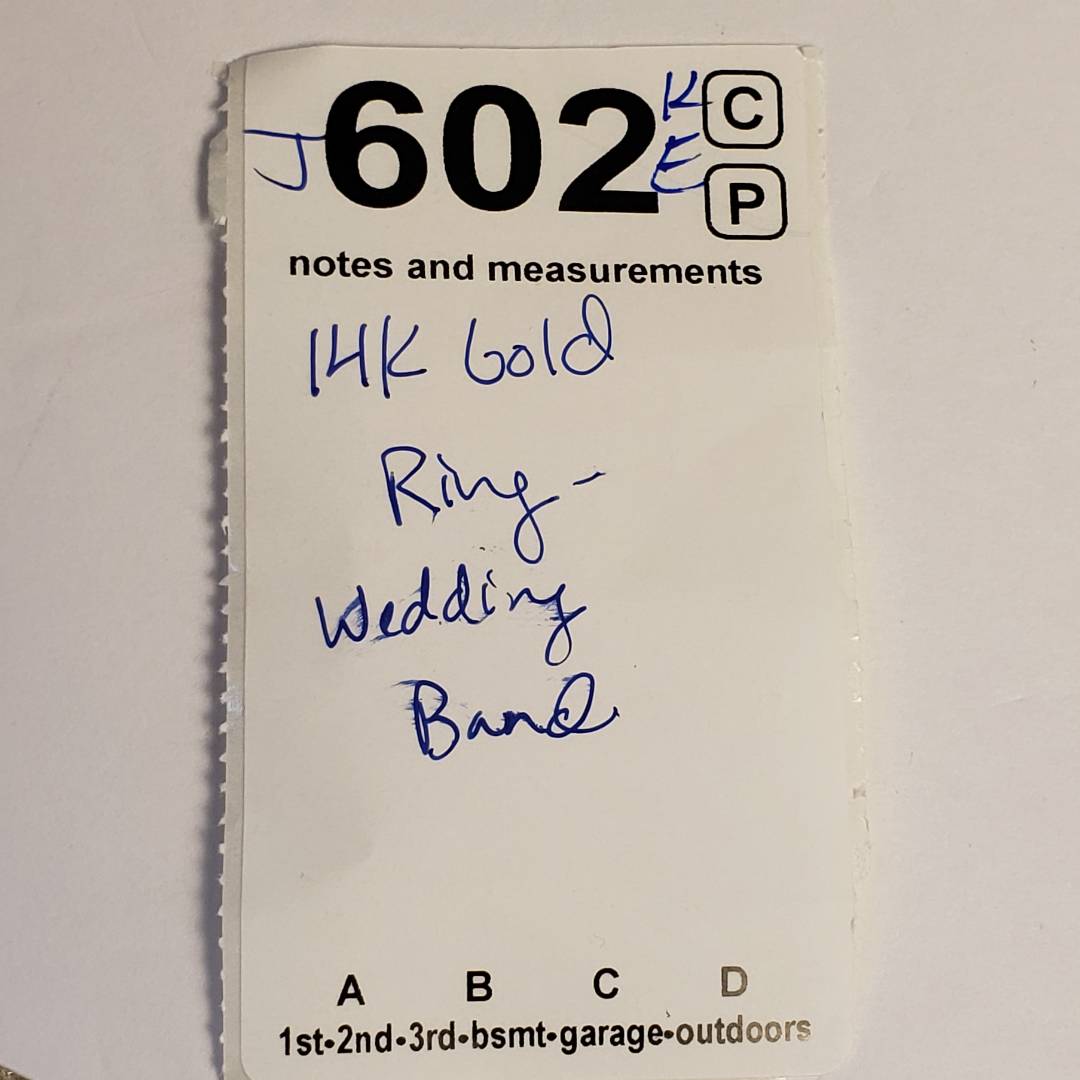 J602 K C
E P
notes and measurements
14K Gold
Ring-
Wedding
Band
A B C D
1st•2nd•3rd•bsmt•garage•outdoors